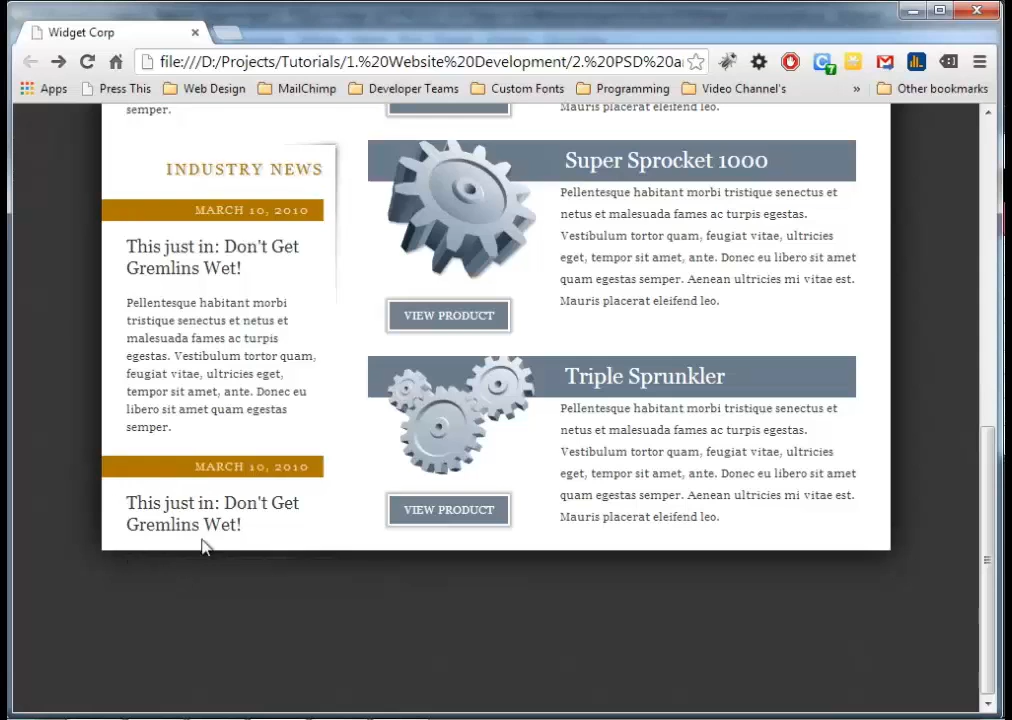 Widget Corp
file:///D:/Projects/Tutorials/1.%20Website%20Development/2.%20PSD%20a
7
Apps
Press This
Web Design
MailChimp
Developer Teams
Custom Fonts
Programming
Video Channel's
»
Other bookmarks
semper.
Mauris placerat eleifend leo.
INDUSTRY NEWS
MARCH 10, 2010
This just in: Don't Get
Gremlins Wet!
Pellentesque habitant morbi
tristique senectus et netus et
malesuada fames ac turpis
egestas. Vestibulum tortor quam,
feugiat vitae, ultricies eget,
tempor sit amet, ante. Donec eu
libero sit amet quam egestas
semper.
MARCH 10, 2010
This just in: Don't Get
Gremlins Wet!
Super Sprocket 1000
Pellentesque habitant morbi tristique senectus et
netus et malesuada fames ac turpis egestas.
Vestibulum tortor quam, feugiat vitae, ultricies
eget, tempor sit amet, ante. Donec eu libero sit amet
quam egestas semper. Aenean ultricies mi vitae est.
Mauris placerat eleifend leo.
VIEW PRODUCT
Triple Sprunkler
Pellentesque habitant morbi tristique senectus et
netus et malesuada fames ac turpis egestas.
Vestibulum tortor quam, feugiat vitae, ultricies
eget, tempor sit amet, ante. Donec eu libero sit amet
quam egestas semper. Aenean ultricies mi vitae est.
Mauris placerat eleifend leo.
VIEW PRODUCT